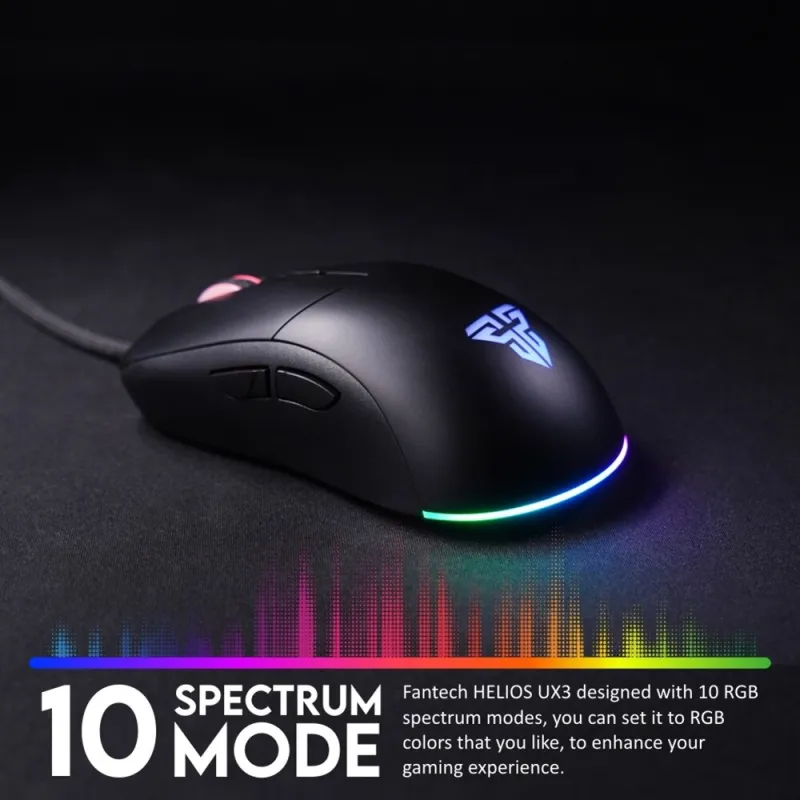 10 SPECTRUM
MODE
Fantech HELIOS UX3 designed with 10 RGB
spectrum modes, you can set it to RGB
colors that you like, to enhance your
gaming experience.